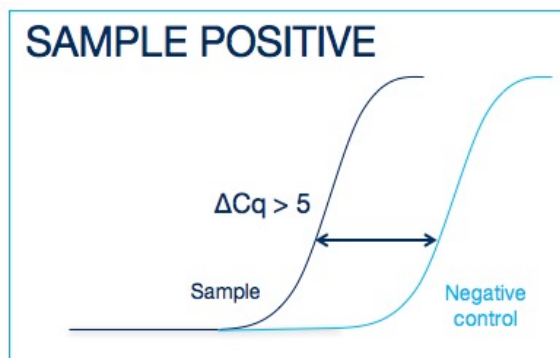 SAMPLE POSITIVE
ΔCq > 5
Sample
Negative
control